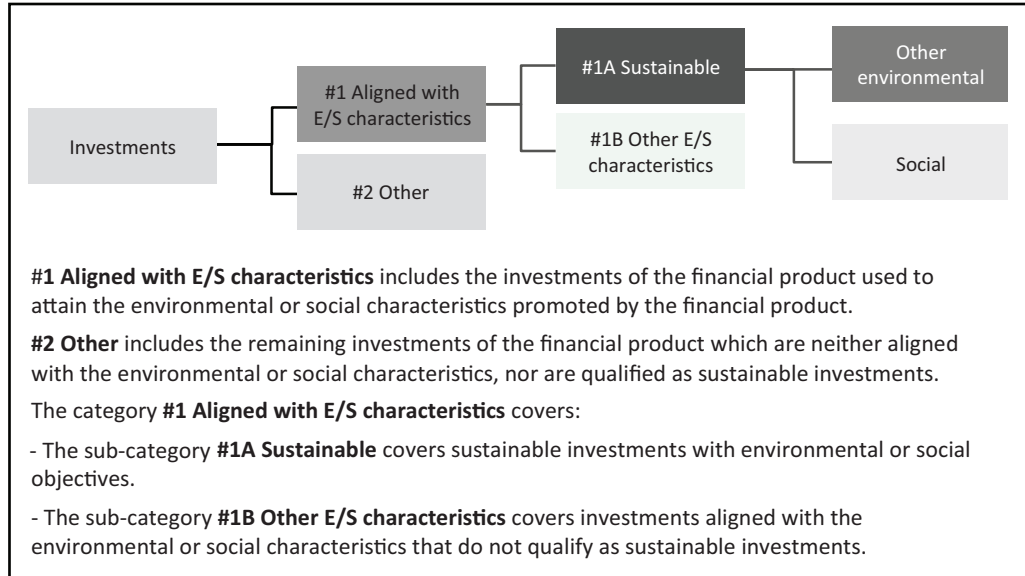 Investments
#1 Aligned with
E/S characteristics
#2 Other
#1A Sustainable
#1B Other E/S
characteristics
Other
environmental
Social
#1 Aligned with E/S characteristics includes the investments of the financial product used to
attain the environmental or social characteristics promoted by the financial product.
#2 Other includes the remaining investments of the financial product which are neither aligned
with the environmental or social characteristics, nor are qualified as sustainable investments.
The category #1 Aligned with E/S characteristics covers:
- The sub-category #1A Sustainable covers sustainable investments with environmental or social
objectives.
- The sub-category #1B Other E/S characteristics covers investments aligned with the
environmental or social characteristics that do not qualify as sustainable investments.